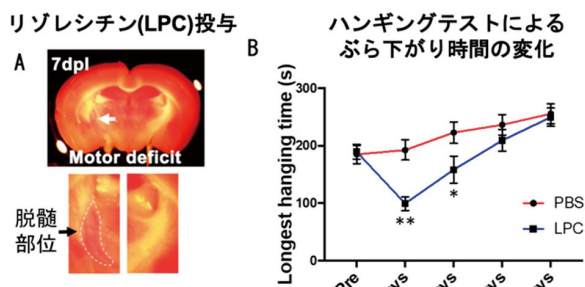 リゾレシチン(LPC)投与
A
7dpl
Motor deficit
脱髄
部位
ハンギングテストによる
ぶら下がり時間の変化
B
Longest hanging time (s)
300
200
100
0
**
*
PBS
LPC